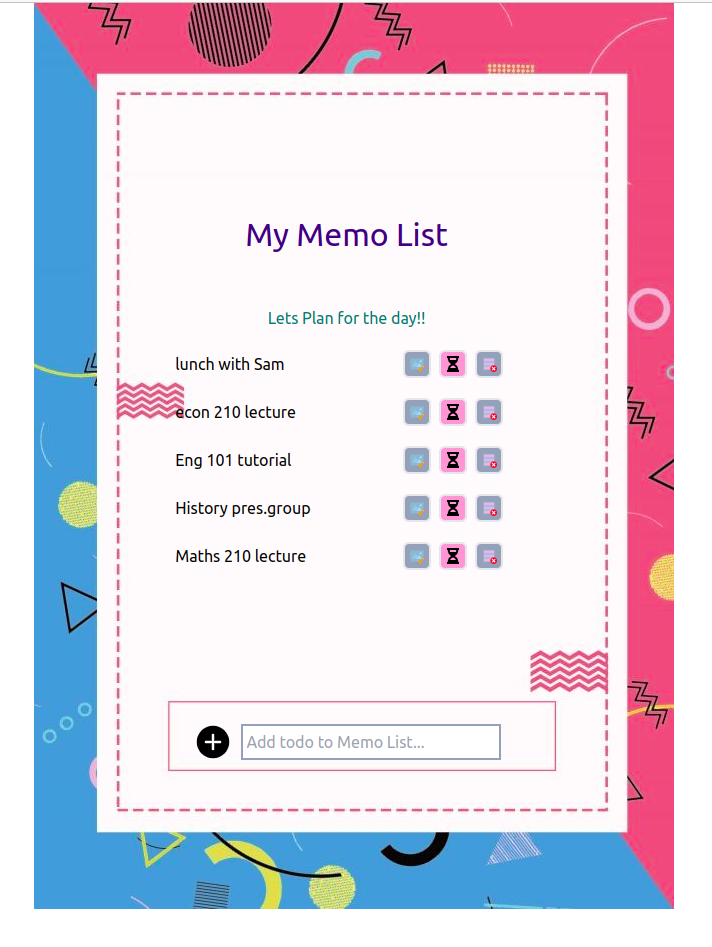 My Memo List
Lets Plan for the day!!
lunch with Sam
econ 210 lecture
Eng 101 tutorial
History pres.group
Maths 210 lecture
Add todo to Memo List...